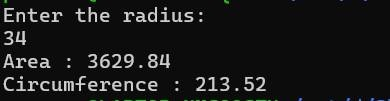 Enter the radius:
34
Area : 3629.84
Circumference : 213.52